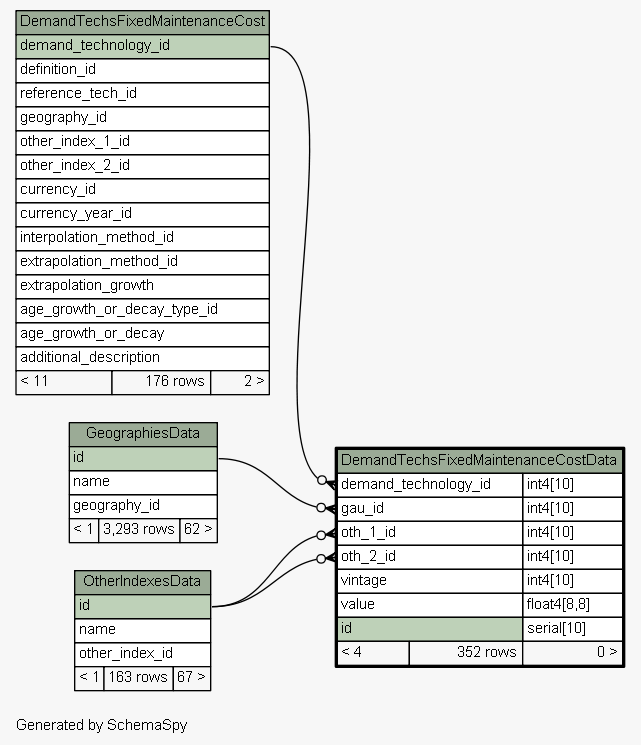 DemandTechsFixedMaintenanceCost
demand_technology_id
definition_id
reference_tech_id
geography_id
other_index_1_id
other_index_2_id
currency_id
currency_year_id
interpolation_method_id
extrapolation_method_id
extrapolation_growth
age_growth_or_decay_type_id
age_growth_or_decay
additional_description
< 11 176 rows 2 >
GeographiesData
id
name
geography_id
< 1 3,293 rows 62 >
OtherIndexesData
id
name
other_index_id
< 1 163 rows 67 >
DemandTechsFixedMaintenanceCostData
demand_technology_id int4[10]
gau_id int4[10]
oth_1_id int4[10]
oth_2_id int4[10]
vintage int4[10]
value float4[8,8]
id serial[10]
< 4 352 rows 0 >
Generated by SchemaSpy